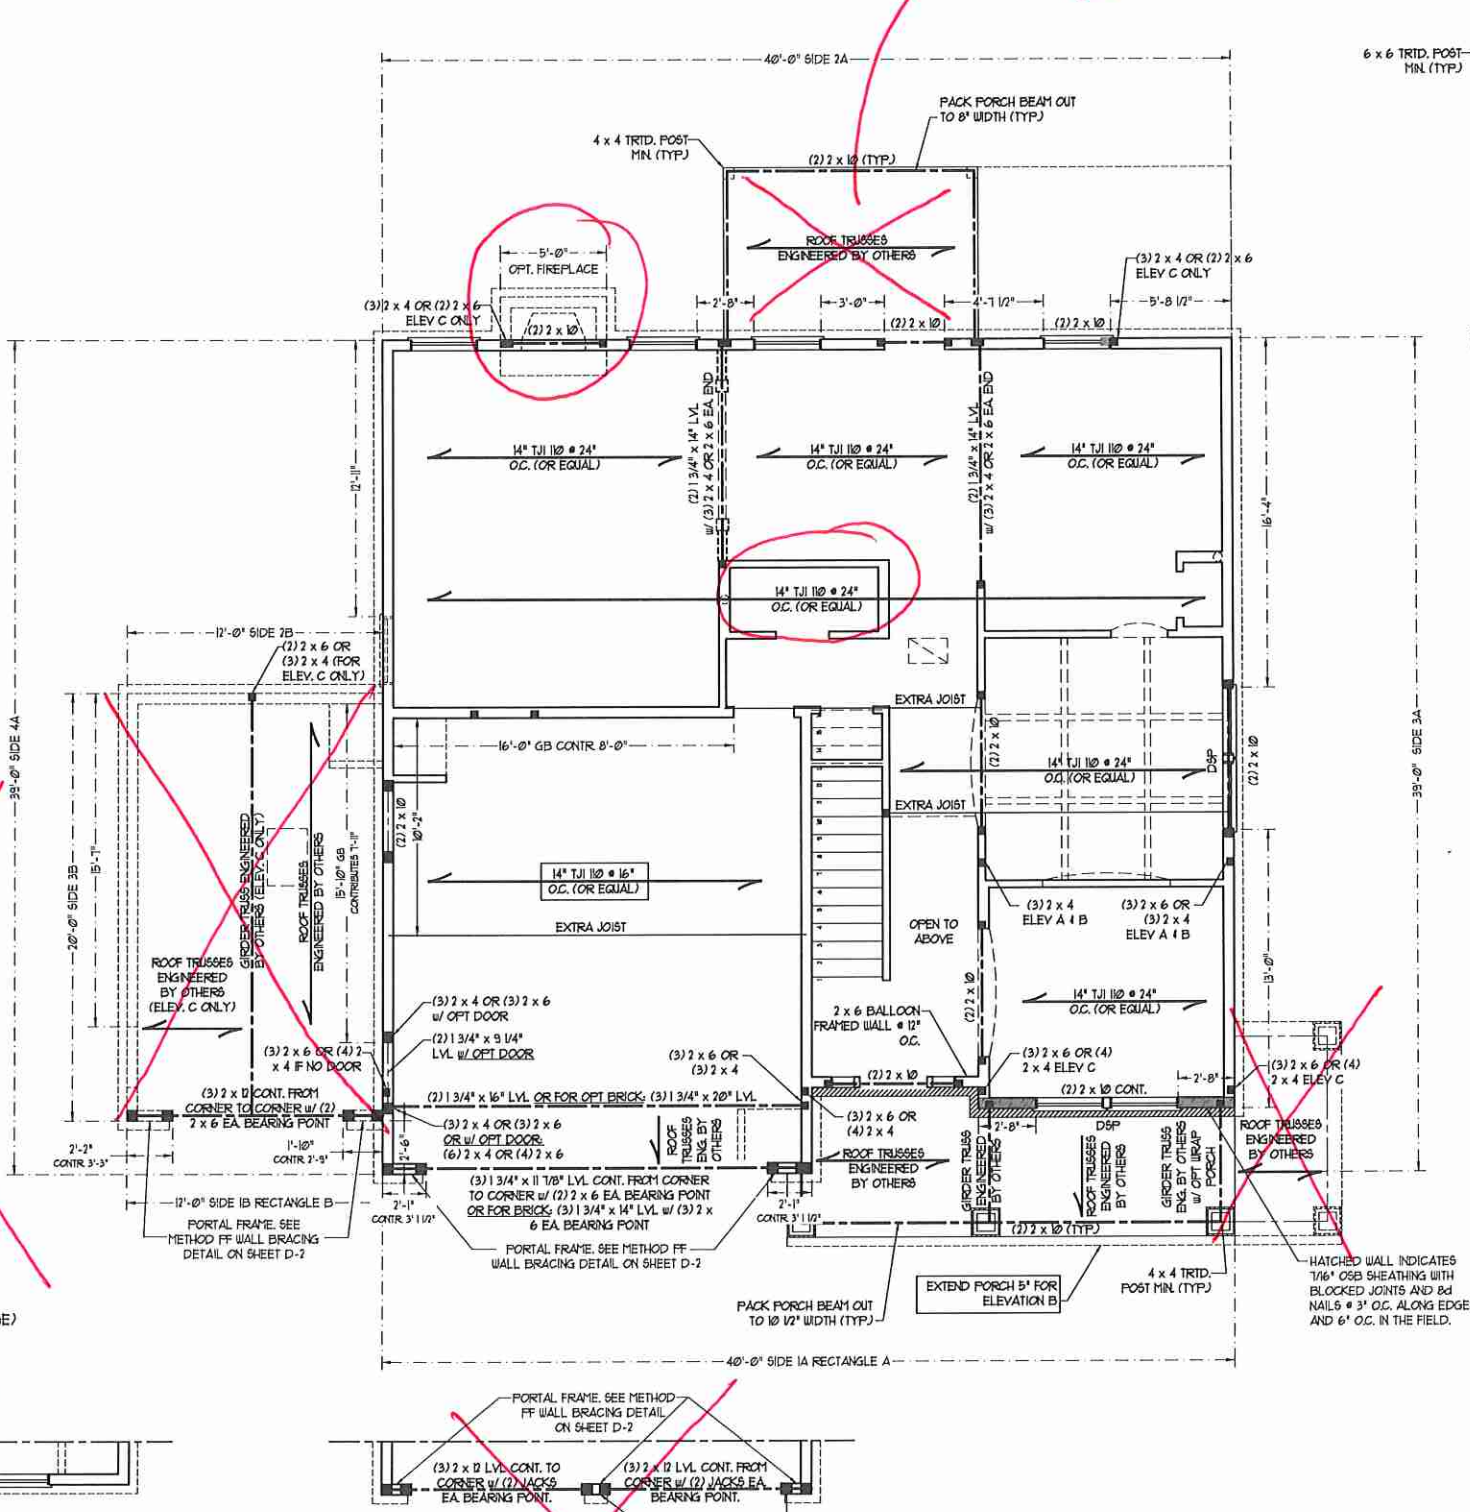 40'-0" SIDE 2A
6 x 6 TRTD. POST
MIN. (TYP.)
PACK PORCH BEAM OUT
TO 8" WIDTH (TYP.)
4 x 4 TRTD. POST
MIN. (TYP.)
(2) 2 x 10 (TYP.)
ROOF TRUSSES
ENGINEERED BY OTHERS
5'-0"
OPT. FIREPLACE
(3) 2 x 4 OR (2) 2 x 6
ELEV C ONLY
(3) 2 x 4 OR (2) 2 x 6
ELEV C ONLY
2'-8"
3'-0"
4'-7 1/2"
5'-8 1/2"
(2) 2 x 10
(2) 2 x 10
(2) 2 x 10
14" TJI 110 @ 24"
O.C. (OR EQUAL)
(2) 1 3/4" x 14" LVL
w/ (3) 2 x 4 OR 2 x 6 EA. END
14" TJI 110 @ 24"
O.C. (OR EQUAL)
(2) 1 3/4" x 14" LVL
w/ (3) 2 x 4 OR 2 x 6 EA. END
14" TJI 110 @ 24"
O.C. (OR EQUAL)
12'-11"
16'-4"
14" TJI 110 @ 24"
O.C. (OR EQUAL)
12'-0" SIDE 2B
(2) 2 x 6 OR
(3) 2 x 4 (FOR
ELEV. C ONLY)
39'-0" SIDE 4A
39'-0" SIDE 3A
EXTRA JOIST
16'-0" GB CONTR. 8'-0"
(2) 2 x 10
14" TJI 110 @ 24"
O.C. (OR EQUAL)
DSP
(2) 2 x 10
EXTRA JOIST
(2) 2 x 10
10'-2"
20'-0" SIDE 3B
15'-7"
GIRDER TRUSS ENGINEERED
BY OTHERS (ELEV. C ONLY)
ROOF TRUSSES
ENGINEERED BY OTHERS
15'-10" GB
CONTRIBUTES 7'-11"
14" TJI 110 @ 16"
O.C. (OR EQUAL)
EXTRA JOIST
OPEN TO
ABOVE
(3) 2 x 4
ELEV A & B
(3) 2 x 6 OR
(3) 2 x 4
ELEV A & B
ROOF TRUSSES
ENGINEERED
BY OTHERS
(ELEV. C ONLY)
(2) 2 x 10
13'-0"
14" TJI 110 @ 24"
O.C. (OR EQUAL)
(3) 2 x 4 OR (3) 2 x 6
w/ OPT DOOR
2 x 6 BALLOON
FRAMED WALL @ 12"
O.C.
(2) 1 3/4" x 9 1/4"
LVL w/ OPT DOOR
(3) 2 x 6 OR (4) 2
x 4 IF NO DOOR
(3) 2 x 6 OR
(3) 2 x 4
(3) 2 x 6 OR (4)
2 x 4 ELEV C
(3) 2 x 6 OR (4)
2 x 4 ELEV C
(2) 2 x 10
2'-8"
(2) 2 x 10 CONT.
(3) 2 x 12 CONT. FROM
CORNER TO CORNER w/ (2)
2 x 6 EA. BEARING POINT
(2) 1 3/4" x 16" LVL OR FOR OPT BRICK: (3) 1 3/4" x 20" LVL
(3) 2 x 4 OR (3) 2 x 6
OR w/ OPT DOOR:
(6) 2 x 4 OR (4) 2 x 6
(3) 2 x 6 OR
(4) 2 x 4
2'-8"
DSP
2'-6"
2'-2"
CONTR. 3'-3"
1'-10"
CONTR. 2'-9"
ROOF
TRUSSES
ENG. BY
OTHERS
ROOF TRUSSES
ENGINEERED
BY OTHERS
GIRDER TRUSS
ENGINEERED
BY OTHERS
ROOF TRUSSES
ENGINEERED
BY OTHERS
GIRDER TRUSS
ENG. BY OTHERS
w/ OPT WRAP
PORCH
ROOF TRUSSES
ENGINEERED
BY OTHERS
(3) 1 3/4" x 11 7/8" LVL CONT. FROM CORNER
TO CORNER w/ (2) 2 x 6 EA. BEARING POINT
OR FOR BRICK: (3) 1 3/4" x 14" LVL w/ (3) 2 x
6 EA. BEARING POINT
12'-0" SIDE 1B RECTANGLE B
2'-1"
CONTR. 3'1 1/2"
2'-1"
CONTR. 3'1 1/2"
PORTAL FRAME. SEE
METHOD PF WALL BRACING
DETAIL ON SHEET D-2
PORTAL FRAME. SEE METHOD PF
WALL BRACING DETAIL ON SHEET D-2
(2) 2 x 10 (TYP.)
HATCHED WALL INDICATES
7/16" OSB SHEATHING WITH
BLOCKED JOINTS AND 8d
NAILS @ 3" O.C. ALONG EDGE
AND 6" O.C. IN THE FIELD.
EXTEND PORCH 5" FOR
ELEVATION B
4 x 4 TRTD.
POST MIN. (TYP.)
PACK PORCH BEAM OUT
TO 10 1/2" WIDTH (TYP.)
40'-0" SIDE 1A RECTANGLE A
PORTAL FRAME. SEE METHOD
PF WALL BRACING DETAIL
ON SHEET D-2
(3) 2 x 12 LVL CONT. TO
CORNER w/ (2) JACKS
EA. BEARING POINT.
(3) 2 x 12 LVL CONT. FROM
CORNER w/ (2) JACKS EA.
BEARING POINT.